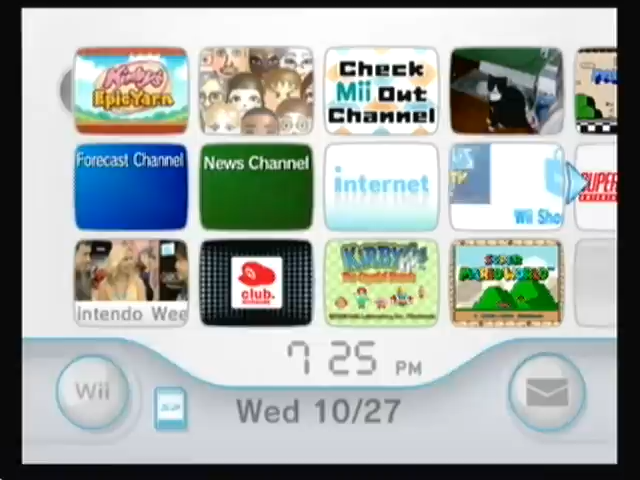 Kirby's
Epic Yarn
Check
Mii Out
Channel
Forecast Channel
News Channel
internet
Wii Sho
SUPER
intendo Wee
club.
KIRBY
SUPER
MARIO WORLD
7 25 PM
Wii
Wed 10/27